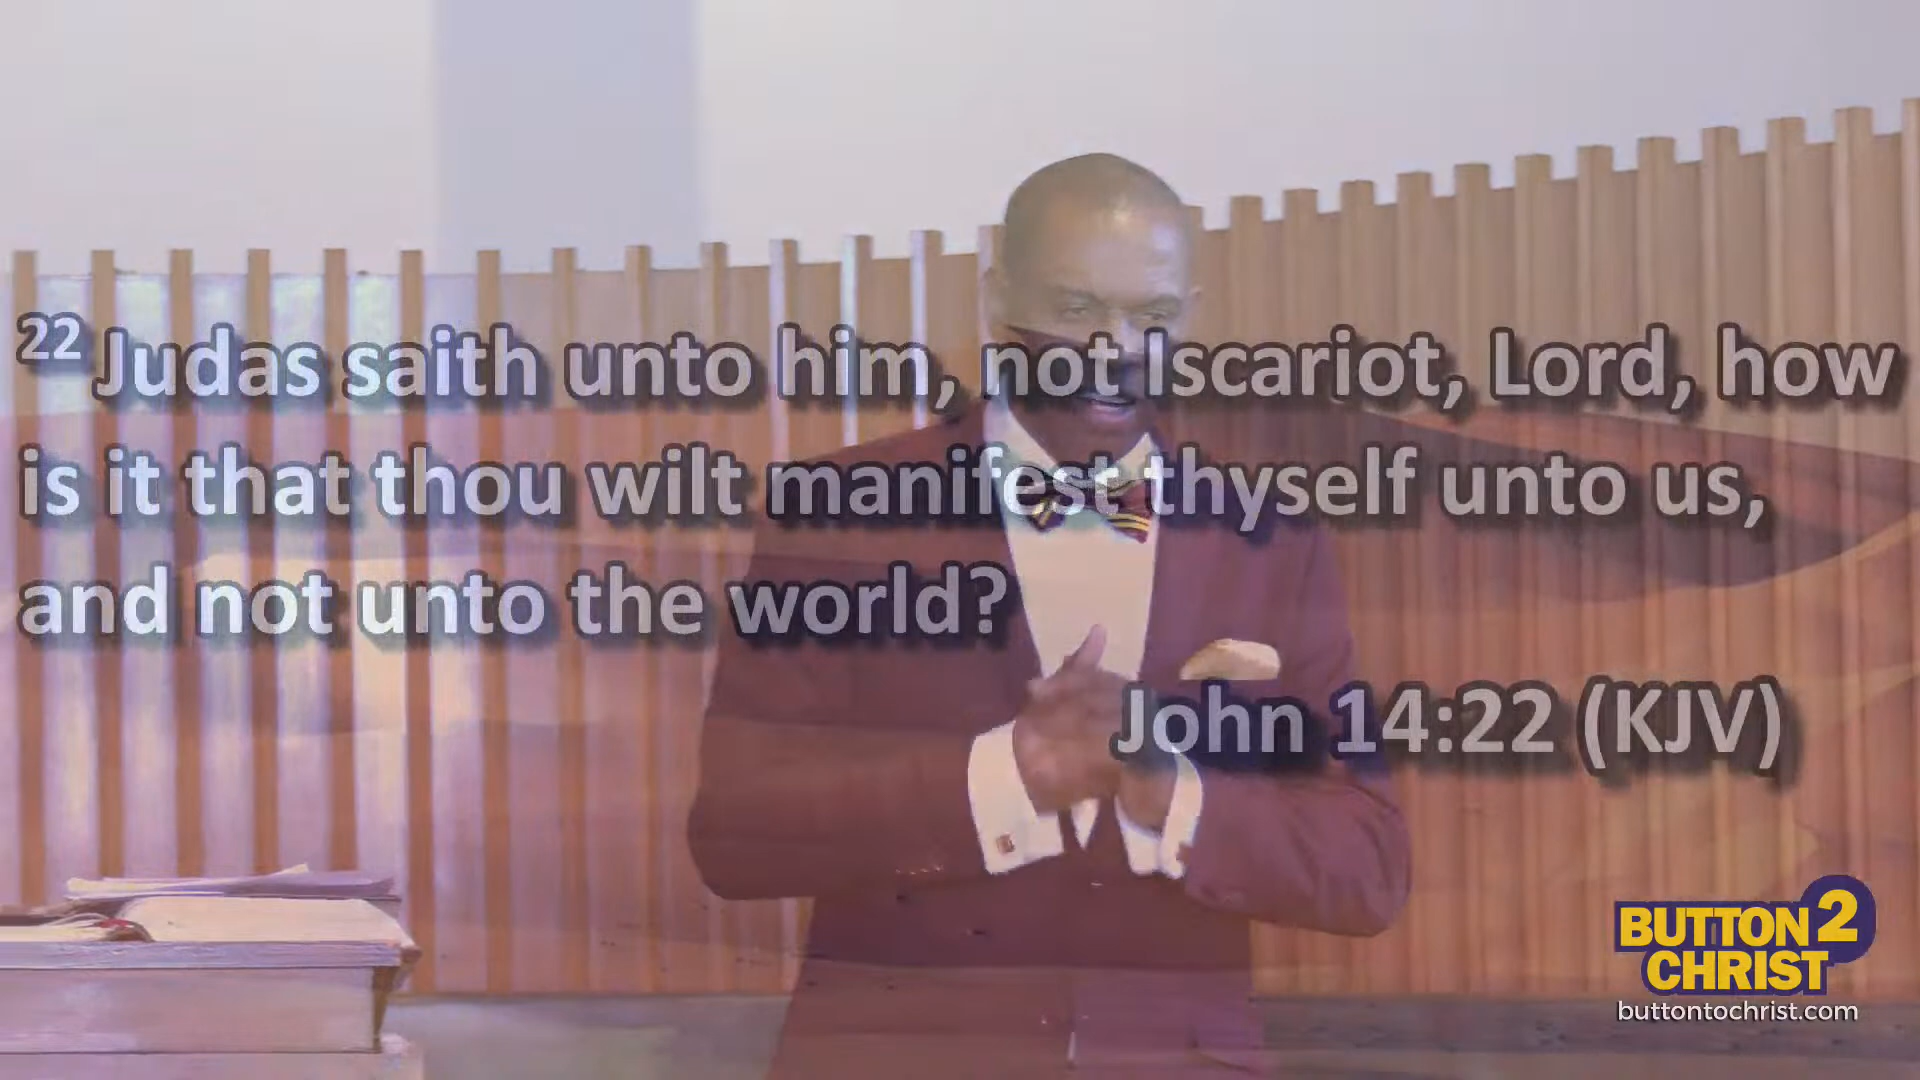 22 Judas saith unto him, not Iscariot, Lord, how
is it that thou wilt manifest thyself unto us,
and not unto the world?
John 14:22 (KJV)
BUTTON 2
CHRIST
buttontochrist.com